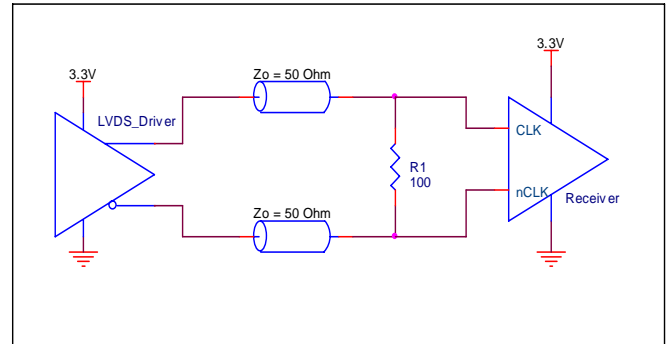 3.3V
LVDS_Driver
Zo = 50 Ohm
Zo = 50 Ohm
R1
100
3.3V
CLK
nCLK
Receiver